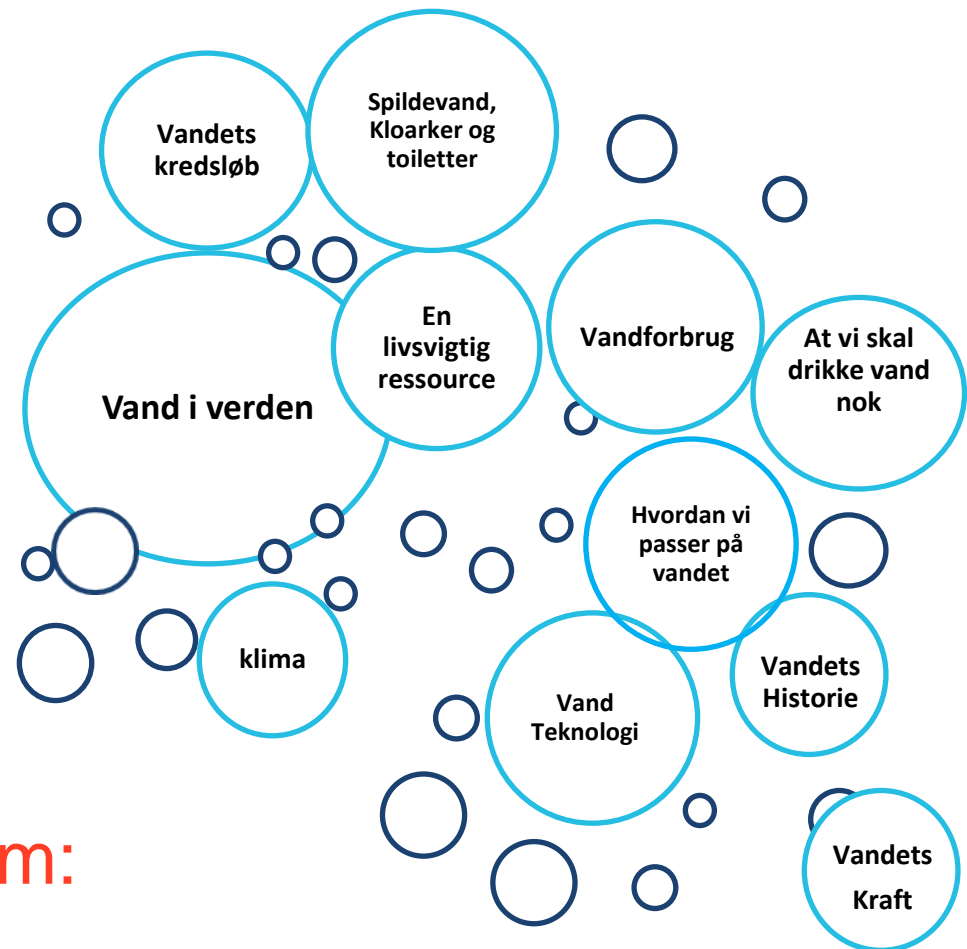 Spildevand,
Kloarker og
toiletter
Vandets
kredsløb
En
livsvigtig
ressource
Vandforbrug
At vi skal
drikke vand
nok
Vand i verden
Hvordan vi
passer på
vandet
klima
Vandets
Historie
Vand
Teknologi
m:
Vandets
Kraft